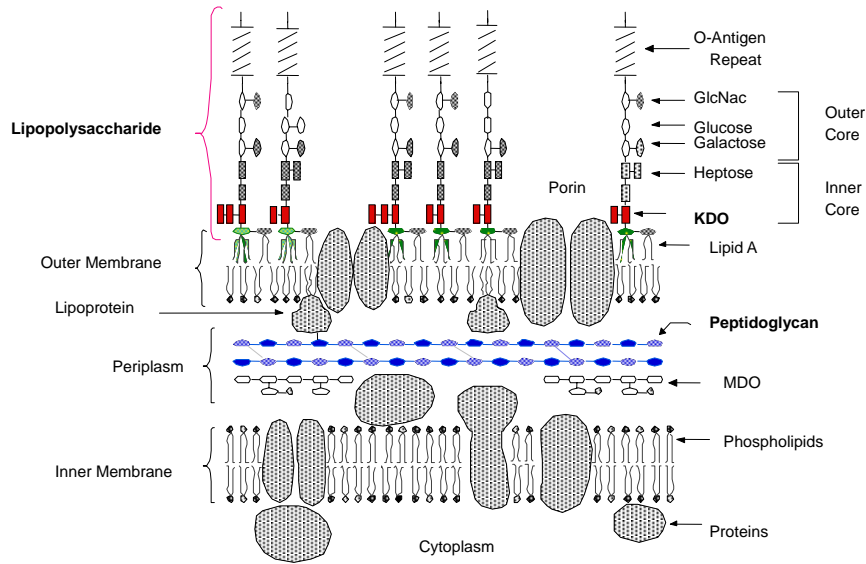 O-Antigen
Repeat
GlcNac
Outer
Core
Glucose
Galactose
Lipopolysaccharide
Heptose
Inner
Core
Porin
KDO
Lipid A
Outer Membrane
Lipoprotein
Peptidoglycan
Periplasm
MDO
Phospholipids
Inner Membrane
Proteins
Cytoplasm